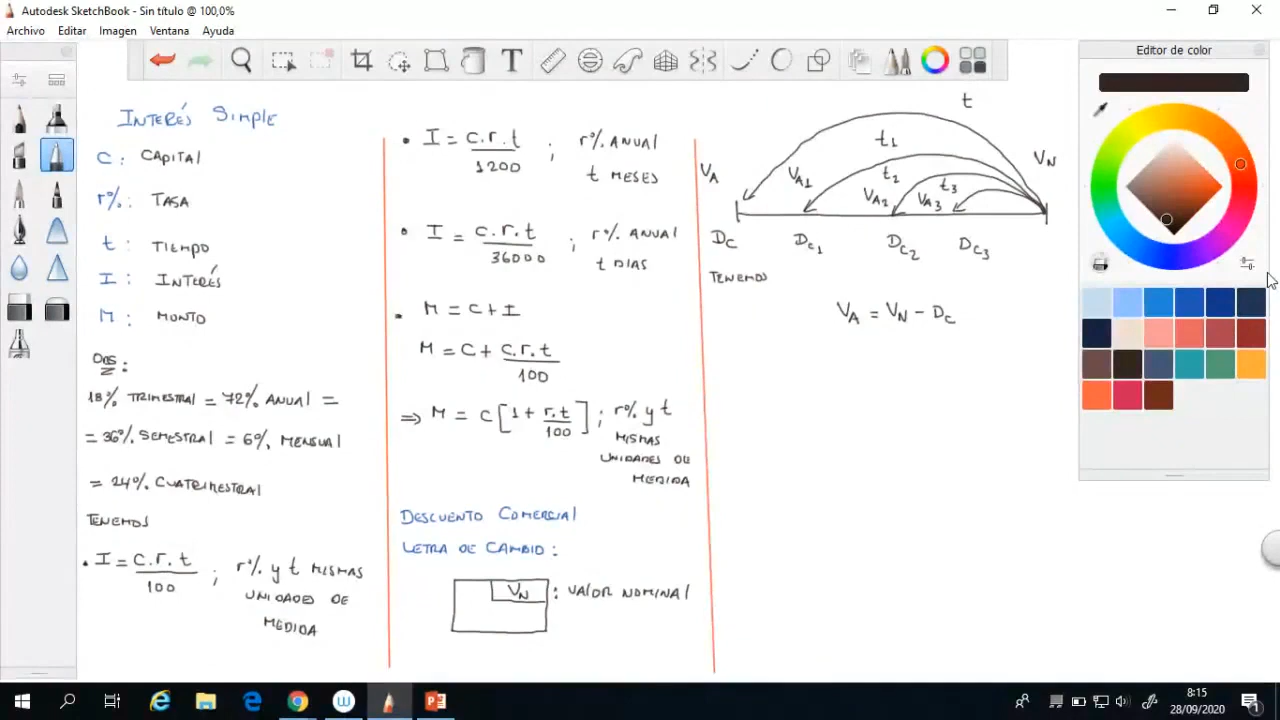 Autodesk SketchBook - Sin título @ 100,0%
Archivo Editar Imagen Ventana Ayuda
Editor de color
INTERÉS SIMPLE
C: CAPITAL
r%: TASA
t: TIEMPO
I: INTERÉS
M: MONTO
OBS:
18% TRIMESTRAL = 72% ANUAL =
= 36% SEMESTRAL = 6% MENSUAL
= 24% CUATRIMESTRAL
TENEMOS
• I = C.r.t / 100 ; r% y t MISMAS
UNIDADES DE
MEDIDA
• I = C.r.t / 1200 ; r% ANUAL
t MESES
• I = C.r.t / 36000 ; r% ANUAL
t DIAS
• M = C + I
M = C + C.r.t / 100
⇒ M = C [1 + r.t / 100] ; r% y t
MISMAS
UNIDADES DE
MEDIDA
DESCUENTO COMERCIAL
LETRA DE CAMBIO:
VN : VALOR NOMINAL
t
t1
VN
VA VA1 t2 t3
VA2 VA3
DC DC1 DC2 DC3
TENEMOS
VA = VN - DC
8:15
28/09/2020